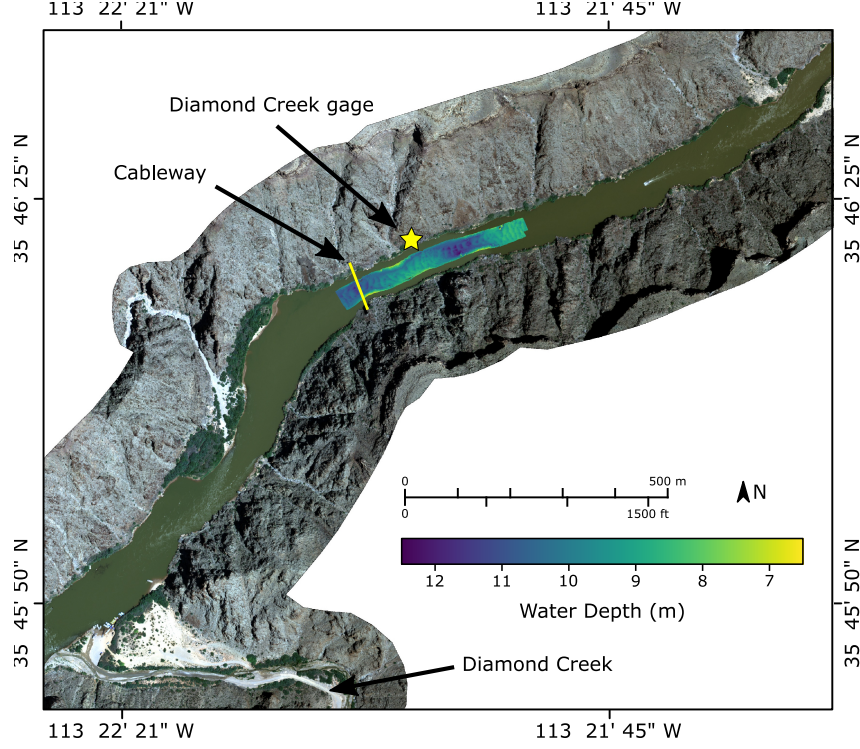 113 22' 21" W
113 21' 45" W
Diamond Creek gage
Cableway
35 46' 25" N
35 46' 25" N
0
500 m
0
1500 ft
N
12
11
10
9
8
7
Water Depth (m)
35 45' 50" N
35 45' 50" N
Diamond Creek
113 22' 21" W
113 21' 45" W